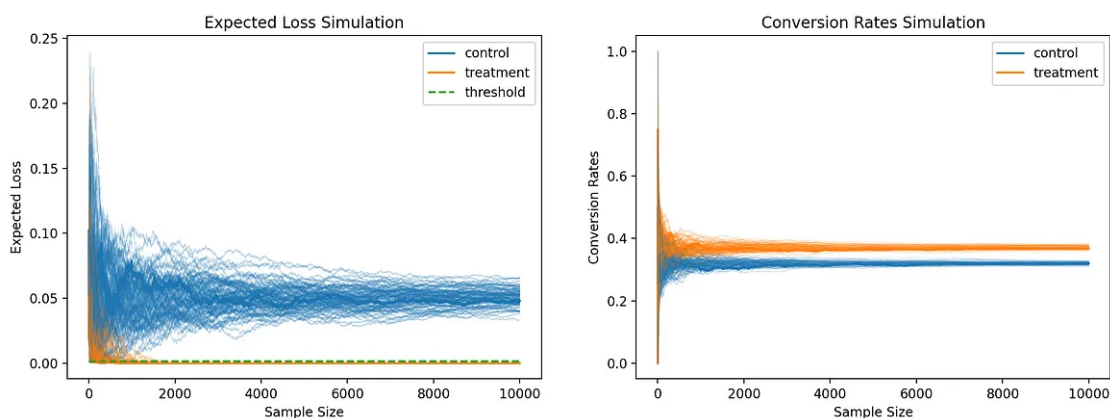 Expected Loss Simulation
0.25
0.20
0.15
0.10
0.05
0.00
Expected Loss
control
treatment
threshold
0
2000
4000
6000
8000
10000
Sample Size
Conversion Rates Simulation
1.0
0.8
0.6
0.4
0.2
0.0
Conversion Rates
control
treatment
0
2000
4000
6000
8000
10000
Sample Size